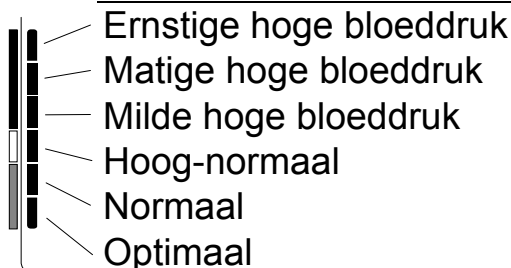 Ernstige hoge bloeddruk
Matige hoge bloeddruk
Milde hoge bloeddruk
Hoog-normaal
Normaal
Optimaal